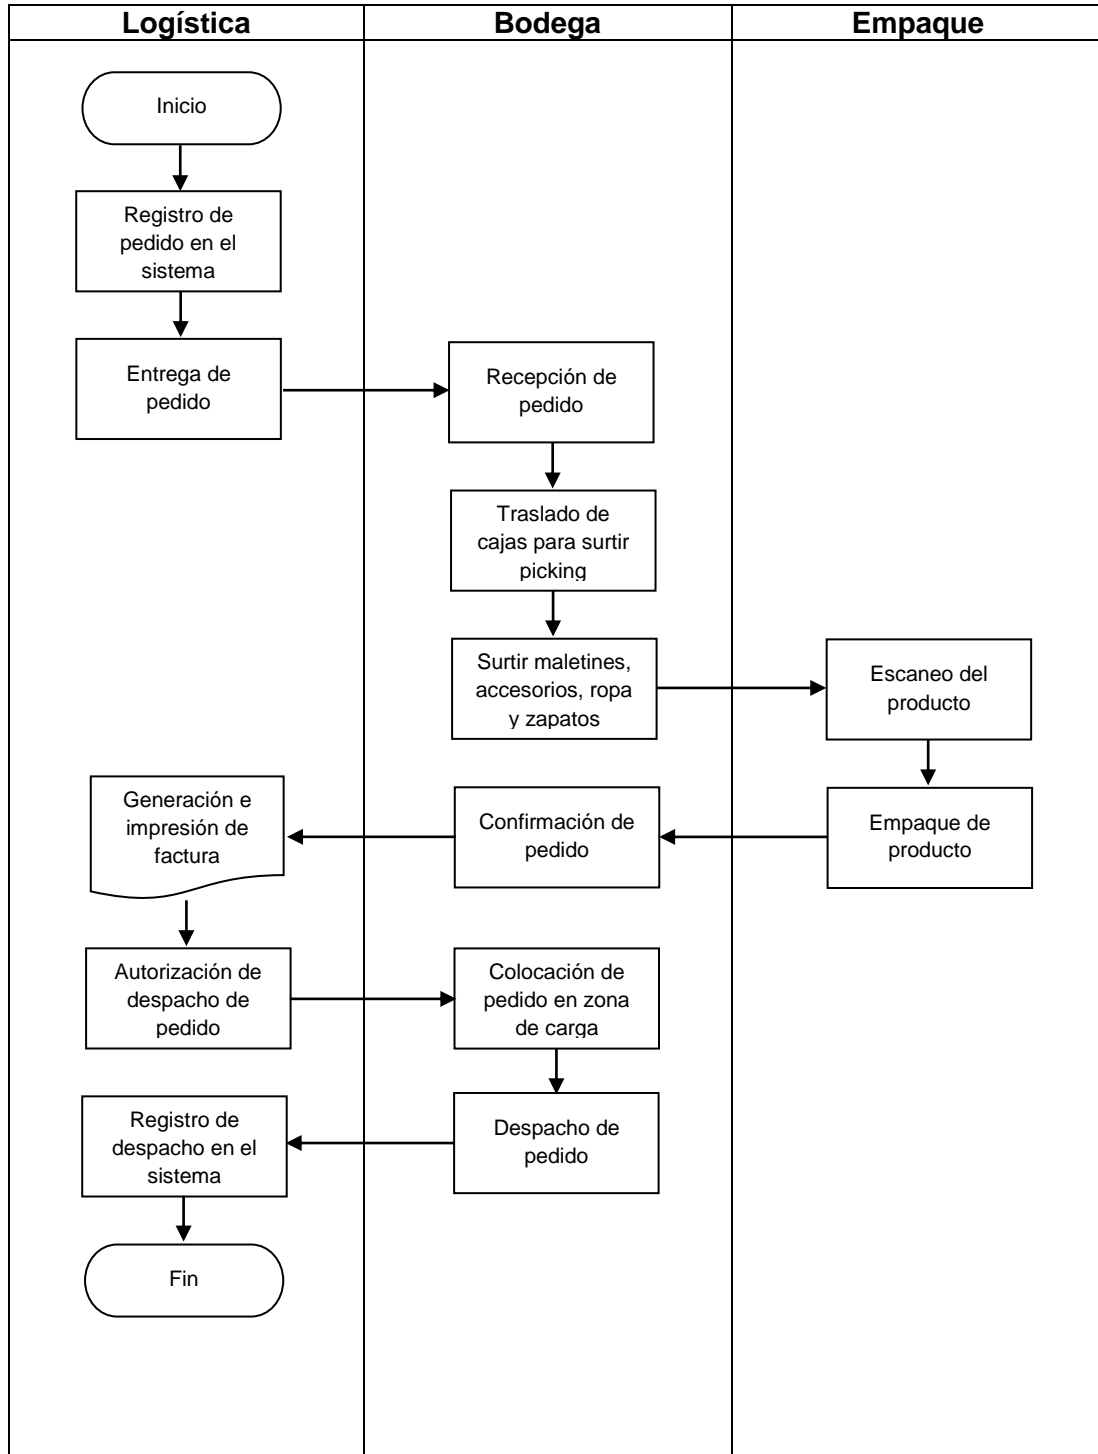 Logística
Bodega
Empaque
Inicio
Registro de
pedido en el
sistema
Entrega de
pedido
Recepción de
pedido
Traslado de
cajas para surtir
picking
Surtir maletines,
accesorios, ropa
y zapatos
Escaneo del
producto
Empaque de
producto
Confirmación de
pedido
Generación e
impresión de
factura
Autorización de
despacho de
pedido
Colocación de
pedido en zona
de carga
Despacho de
pedido
Registro de
despacho en el
sistema
Fin